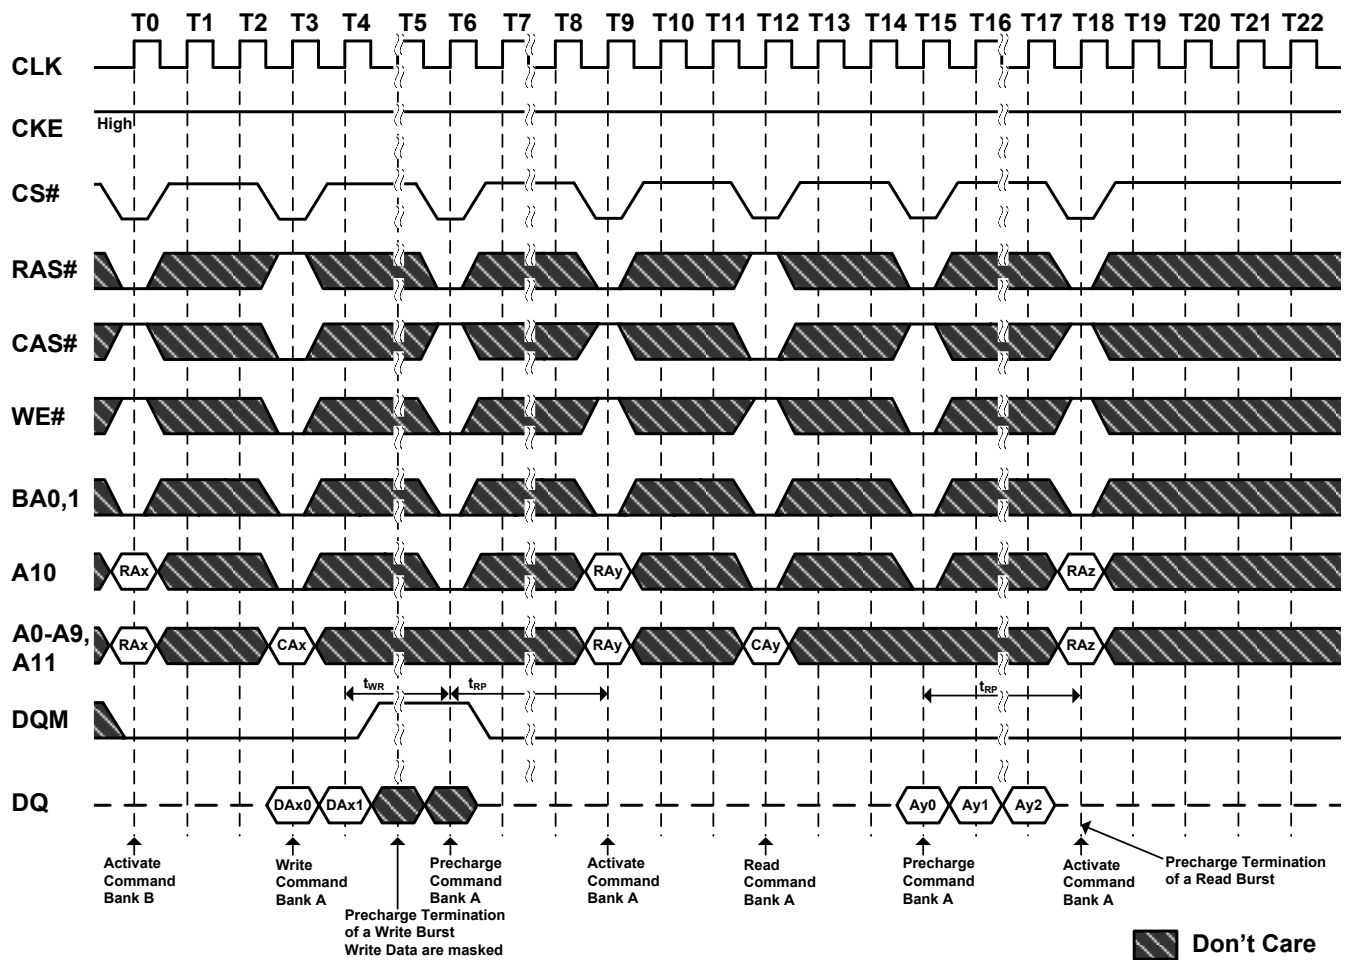 T0 T1 T2 T3 T4 T5 T6 T7 T8 T9 T10 T11 T12 T13 T14 T15 T16 T17 T18 T19 T20 T21 T22
CLK
CKE
High
CS#
RAS#
CAS#
WE#
BA0,1
A10
RAx RAy RAz
A0-A9,
A11
RAx CAx RAy CAy RAz
tWR tRP tRP
DQM
DQ
DAx0 DAx1 Ay0 Ay1 Ay2
Activate
Command
Bank B
Write
Command
Bank A
Precharge Termination
of a Write Burst
Write Data are masked
Precharge
Command
Bank A
Activate
Command
Bank A
Read
Command
Bank A
Precharge
Command
Bank A
Activate
Command
Bank A
Precharge Termination
of a Read Burst
Don't Care